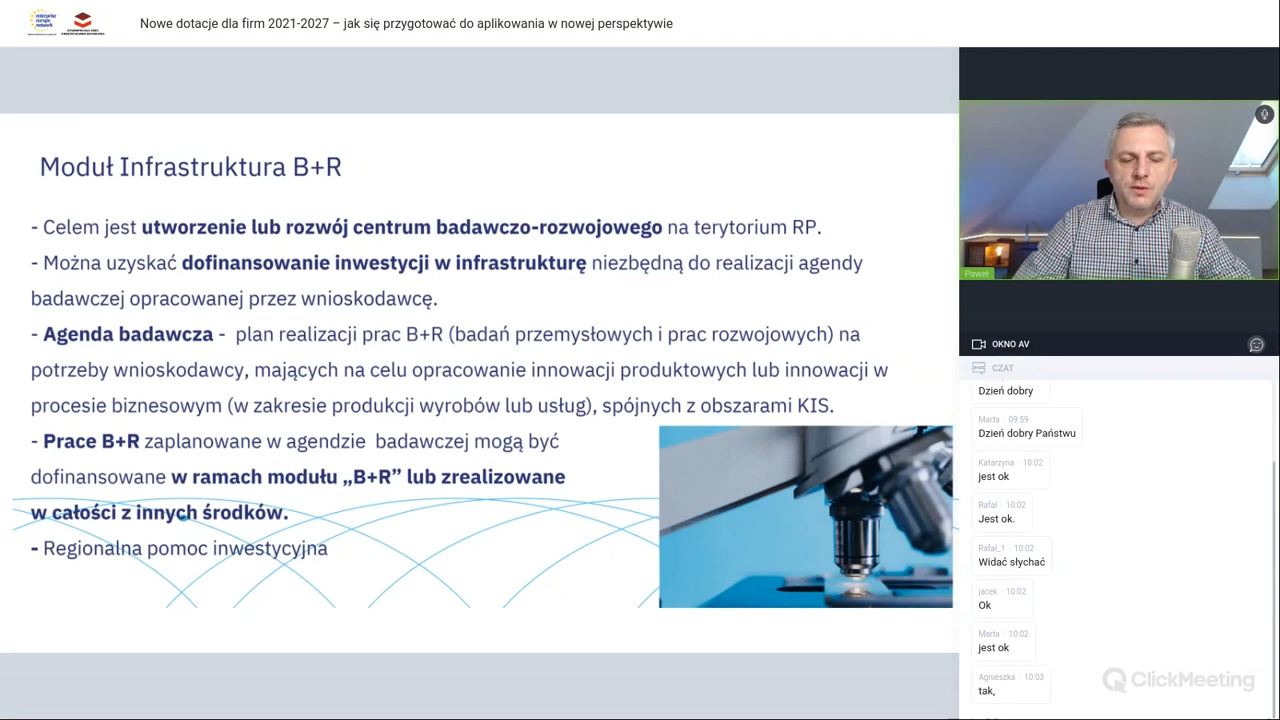 enterprise
europe
network
Nowe dotacje dla firm 2021-2027 – jak się przygotować do aplikowania w nowej perspektywie
Moduł Infrastruktura B+R
- Celem jest utworzenie lub rozwój centrum badawczo-rozwojowego na terytorium RP.
- Można uzyskać dofinansowanie inwestycji w infrastrukturę niezbędną do realizacji agendy
badawczej opracowanej przez wnioskodawcę.
- Agenda badawcza - plan realizacji prac B+R (badań przemysłowych i prac rozwojowych) na
potrzeby wnioskodawcy, mających na celu opracowanie innowacji produktowych lub innowacji w
procesie biznesowym (w zakresie produkcji wyrobów lub usług), spójnych z obszarami KIS.
- Prace B+R zaplanowane w agendzie badawczej mogą być
dofinansowane w ramach modułu „B+R” lub zrealizowane
w całości z innych środków.
- Regionalna pomoc inwestycyjna
Paweł
OKNO AV
CZAT
Dzień dobry
Marta · 09:59
Dzień dobry Państwu
Katarzyna · 10:02
jest ok
Rafał · 10:02
Jest ok.
Rafał_1 · 10:02
Widać słychać
jacek · 10:02
Ok
Marta · 10:02
jest ok
Agnieszka · 10:03
tak,
ClickMeeting